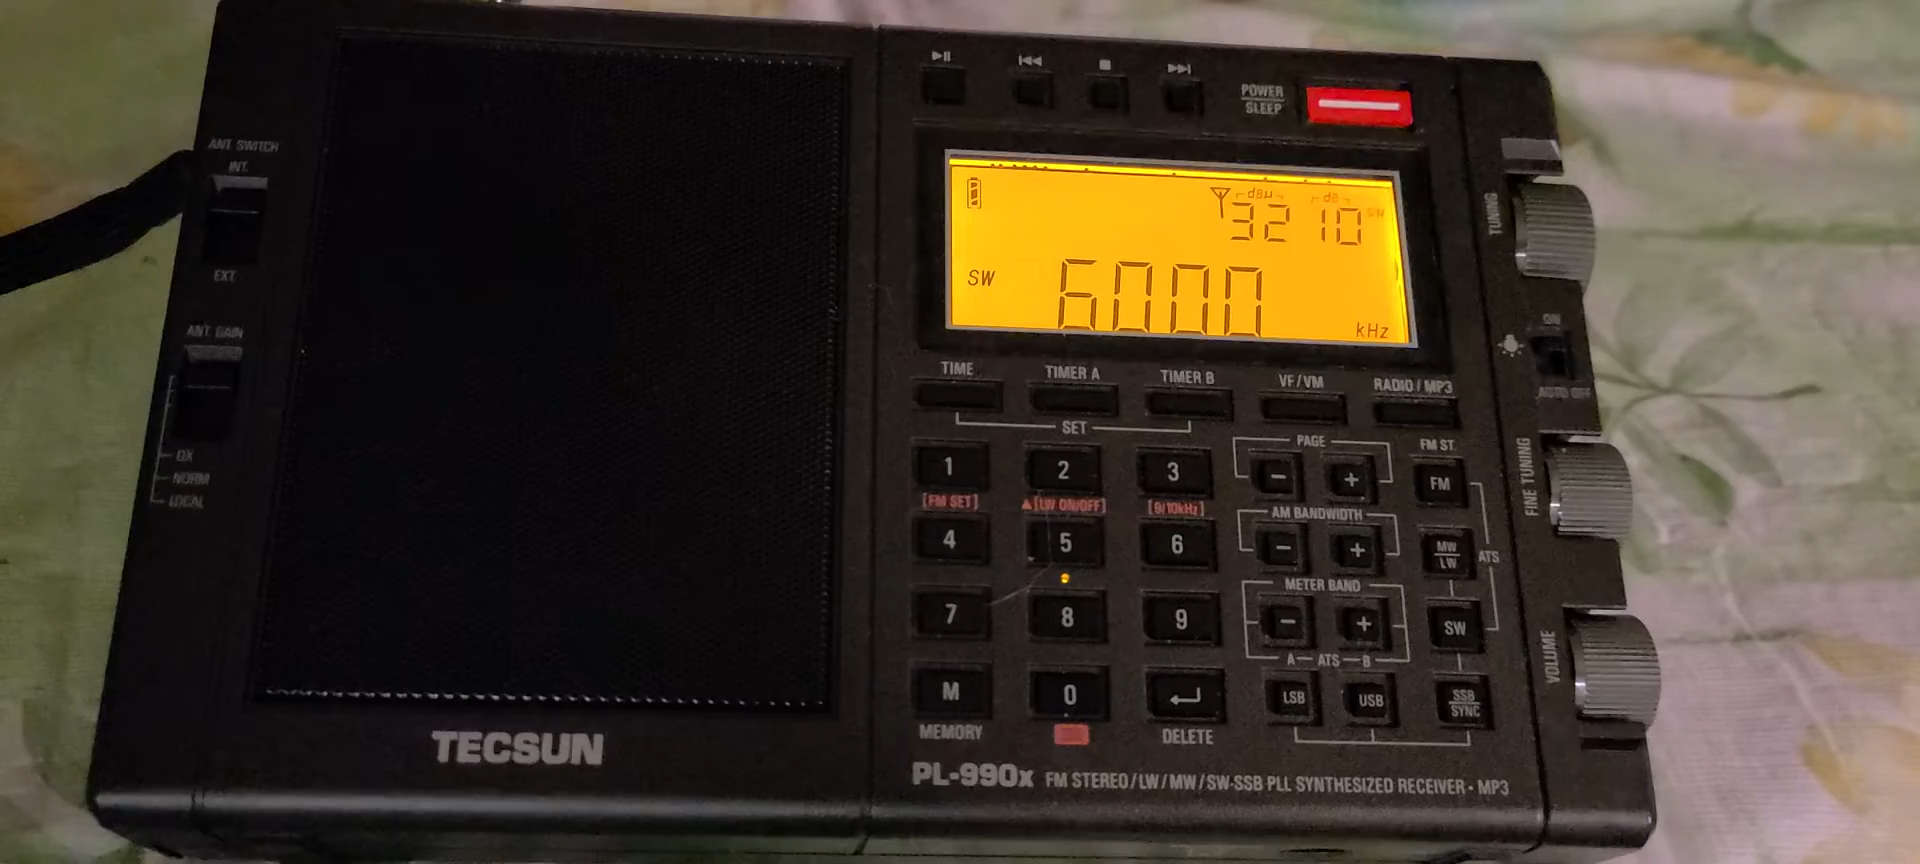 ANT. SWITCH
INT.
EXT.
ANT. GAIN
DX
NORM
LOCAL
TECSUN
POWER
SLEEP
dBµ dB
32 10 S/N
SW 6000 kHz
TIME TIMER A TIMER B VF/VM RADIO / MP3
SET
PAGE FM ST.
1 2 3 - + FM
[FM SET] [LW ON/OFF] [9/10kHz]
AM BANDWIDTH
4 5 6 - + MW
LW
ATS
METER BAND
7 8 9 - + SW
A ATS B
M 0 LSB USB SSB
SYNC
MEMORY DELETE
PL-990x FM STEREO/LW/MW/SW-SSB PLL SYNTHESIZED RECEIVER • MP3
TUNING
ON
AUTO OFF
FINE TUNING
VOLUME